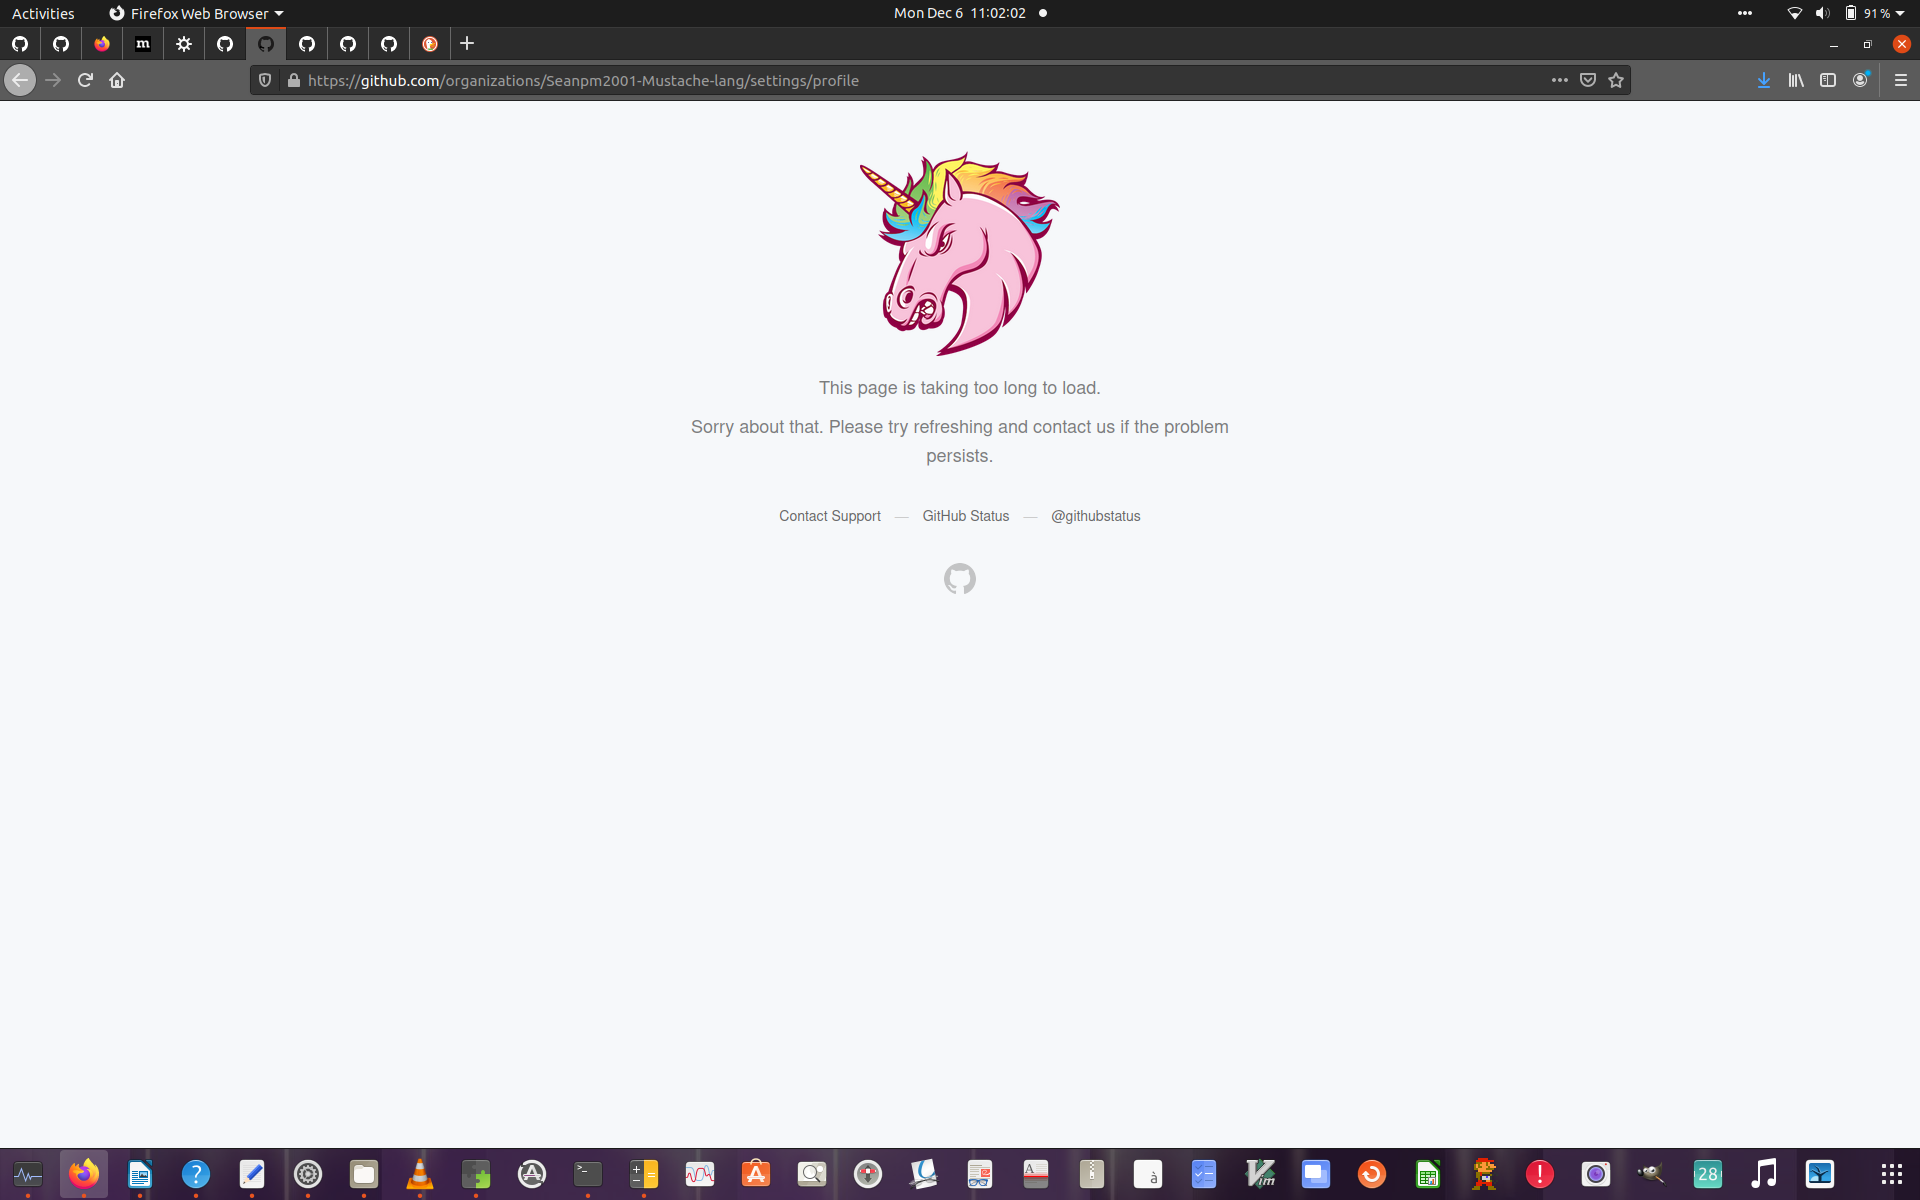 Activities
Firefox Web Browser
Mon Dec 6 11:02:02
91 %
m
https://github.com/organizations/Seanpm2001-Mustache-lang/settings/profile
This page is taking too long to load.
Sorry about that. Please try refreshing and contact us if the problem
persists.
Contact Support — GitHub Status — @githubstatus
?
>_
A
à
Vim
!
28